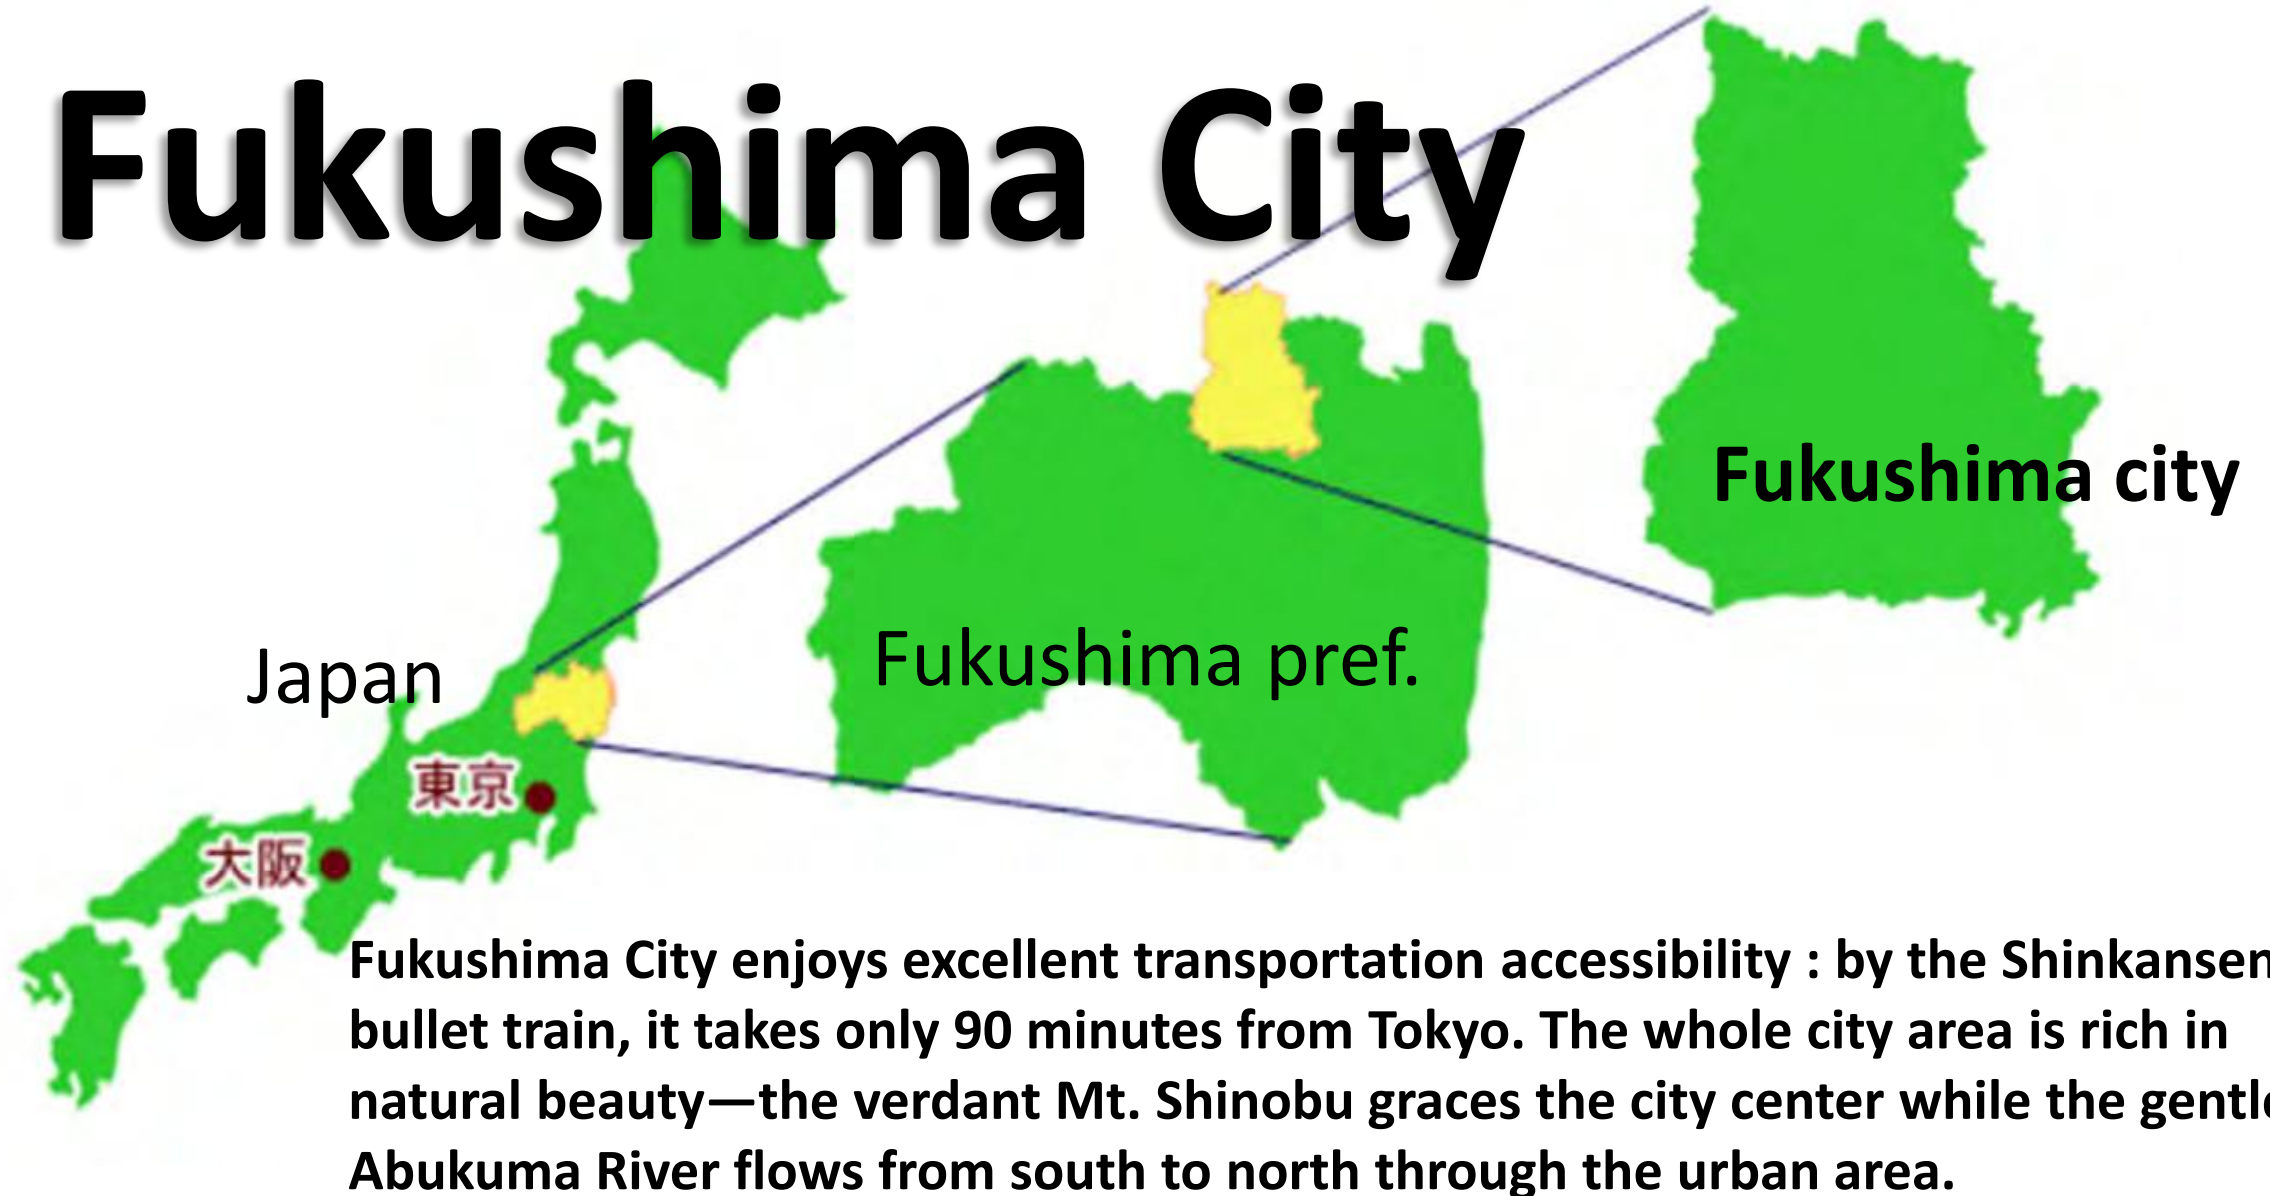 Fukushima City
Fukushima city
Fukushima pref.
Japan
東京
大阪
Fukushima City enjoys excellent transportation accessibility : by the Shinkansen
bullet train, it takes only 90 minutes from Tokyo. The whole city area is rich in
natural beauty—the verdant Mt. Shinobu graces the city center while the gentle
Abukuma River flows from south to north through the urban area.